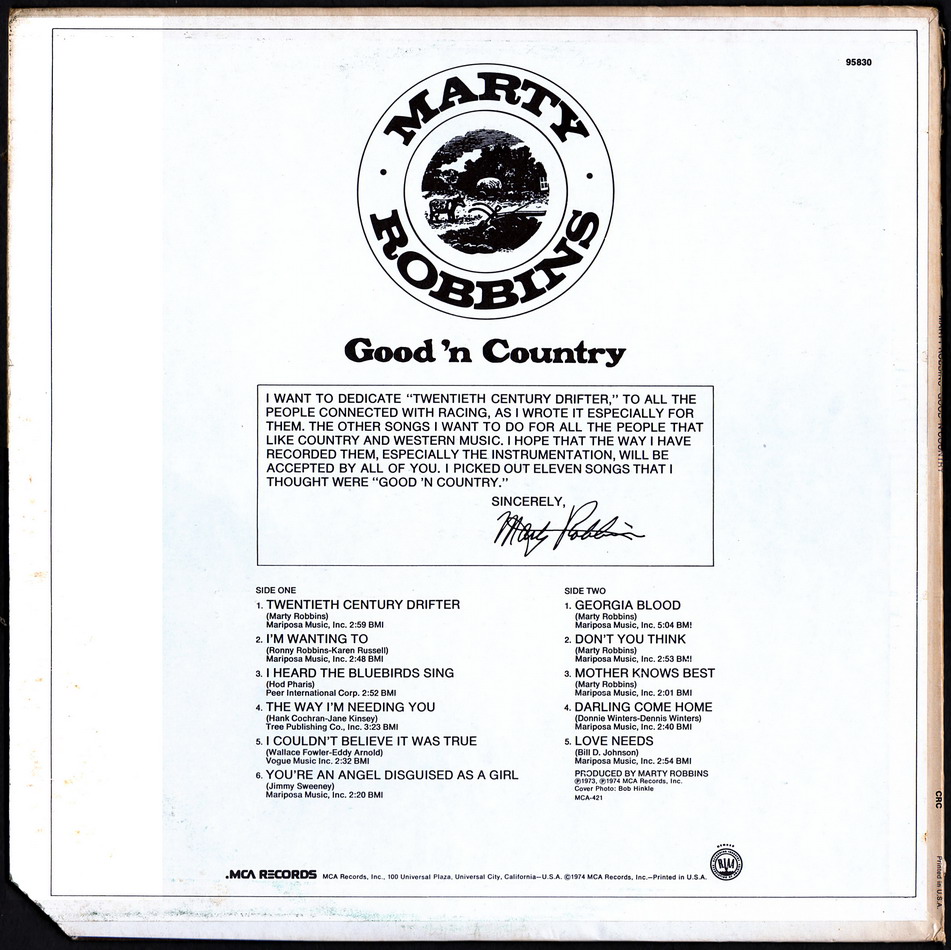 95830
MARTY
ROBBINS
Good 'n Country
I WANT TO DEDICATE "TWENTIETH CENTURY DRIFTER," TO ALL THE
PEOPLE CONNECTED WITH RACING, AS I WROTE IT ESPECIALLY FOR
THEM. THE OTHER SONGS I WANT TO DO FOR ALL THE PEOPLE THAT
LIKE COUNTRY AND WESTERN MUSIC. I HOPE THAT THE WAY I HAVE
RECORDED THEM, ESPECIALLY THE INSTRUMENTATION, WILL BE
ACCEPTED BY ALL OF YOU. I PICKED OUT ELEVEN SONGS THAT I
THOUGHT WERE "GOOD 'N COUNTRY."
SINCERELY,
Marty Robbins
SIDE ONE
1. TWENTIETH CENTURY DRIFTER
(Marty Robbins)
Mariposa Music, Inc. 2:59 BMI
2. I'M WANTING TO
(Ronny Robbins-Karen Russell)
Mariposa Music, Inc. 2:48 BMI
3. I HEARD THE BLUEBIRDS SING
(Hod Pharis)
Peer International Corp. 2:52 BMI
4. THE WAY I'M NEEDING YOU
(Hank Cochran-Jane Kinsey)
Tree Publishing Co., Inc. 3:23 BMI
5. I COULDN'T BELIEVE IT WAS TRUE
(Wallace Fowler-Eddy Arnold)
Vogue Music Inc. 2:32 BMI
6. YOU'RE AN ANGEL DISGUISED AS A GIRL
(Jimmy Sweeney)
Mariposa Music, Inc. 2:20 BMI
SIDE TWO
1. GEORGIA BLOOD
(Marty Robbins)
Mariposa Music, Inc. 5:04 BMI
2. DON'T YOU THINK
(Marty Robbins)
Mariposa Music, Inc. 2:53 BMI
3. MOTHER KNOWS BEST
(Marty Robbins)
Mariposa Music, Inc. 2:01 BMI
4. DARLING COME HOME
(Donnie Winters-Dennis Winters)
Mariposa Music, Inc. 2:40 BMI
5. LOVE NEEDS
(Bill D. Johnson)
Mariposa Music, Inc. 2:54 BMI
PRODUCED BY MARTY ROBBINS
℗1973, ℗1974 MCA Records, Inc.
Cover Photo: Bob Hinkle
MCA-421
.MCA RECORDS MCA Records, Inc., 100 Universal Plaza, Universal City, California–U.S.A. ©1974 MCA Records, Inc.–Printed in U.S.A.
RIAA
CRC
Printed in U.S.A.